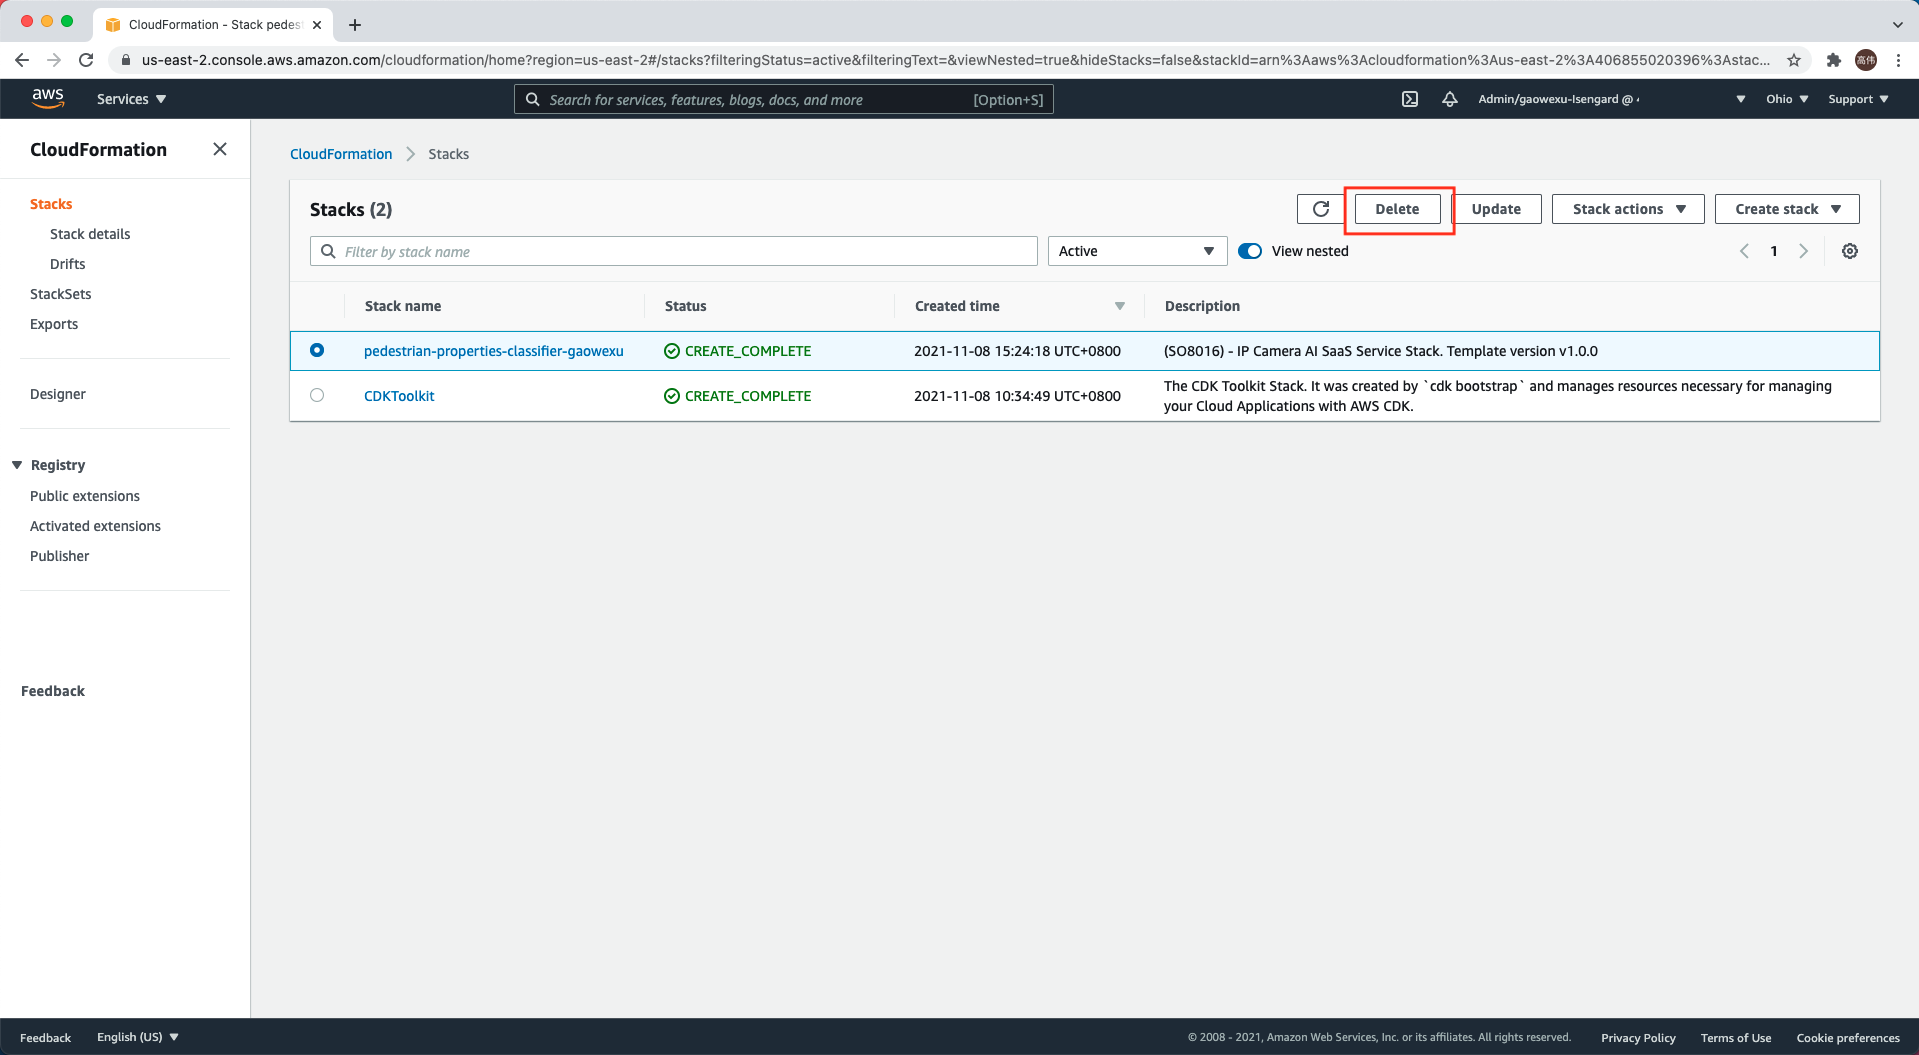 CloudFormation - Stack pedes
us-east-2.console.aws.amazon.com/cloudformation/home?region=us-east-2#/stacks?filteringStatus=active&filteringText=&viewNested=true&hideStacks=false&stackId=arn%3Aaws%3Acloudformation%3Aus-east-2%3A406855020396%3Astac...
高伟
aws
Services
Search for services, features, blogs, docs, and more
[Option+S]
Admin/gaowexu-Isengard @
Ohio
Support
CloudFormation
Stacks
Stack details
Drifts
StackSets
Exports
Designer
Registry
Public extensions
Activated extensions
Publisher
Feedback
CloudFormation
Stacks
Stacks (2)
Delete
Update
Stack actions
Create stack
Filter by stack name
Active
View nested
1
Stack name
Status
Created time
Description
pedestrian-properties-classifier-gaowexu
CREATE_COMPLETE
2021-11-08 15:24:18 UTC+0800
(SO8016) - IP Camera AI SaaS Service Stack. Template version v1.0.0
CDKToolkit
CREATE_COMPLETE
2021-11-08 10:34:49 UTC+0800
The CDK Toolkit Stack. It was created by `cdk bootstrap` and manages resources necessary for managing
your Cloud Applications with AWS CDK.
Feedback
English (US)
© 2008 - 2021, Amazon Web Services, Inc. or its affiliates. All rights reserved.
Privacy Policy
Terms of Use
Cookie preferences